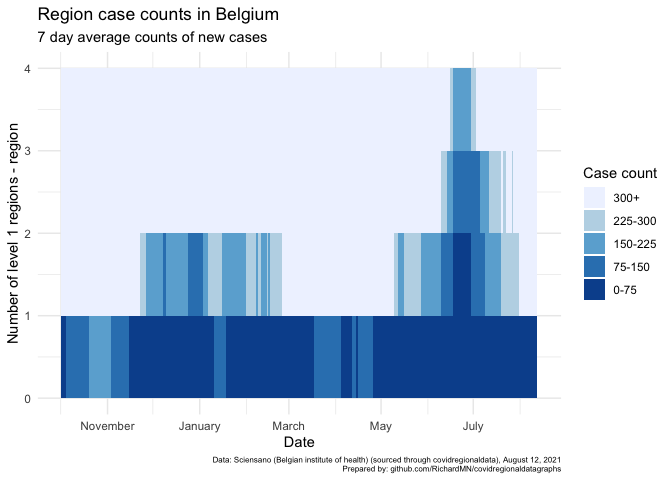 Region case counts in Belgium
7 day average counts of new cases
Number of level 1 regions - region
4
3
2
1
0
November
January
March
May
July
Date
Case count
300+
225-300
150-225
75-150
0-75
Data: Sciensano (Belgian institute of health) (sourced through covidregionaldata), August 12, 2021
Prepared by: github.com/RichardMN/covidregionaldatagraphs